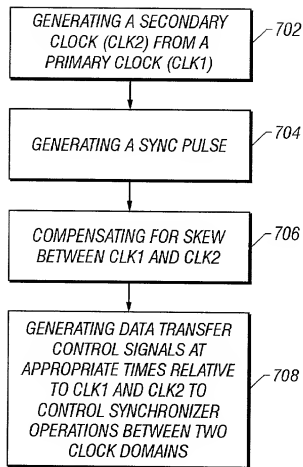 GENERATING A SECONDARY
CLOCK (CLK2) FROM A
PRIMARY CLOCK (CLK1)
702
GENERATING A SYNC PULSE
704
COMPENSATING FOR SKEW
BETWEEN CLK1 AND CLK2
706
GENERATING DATA TRANSFER
CONTROL SIGNALS AT
APPROPRIATE TIMES RELATIVE
TO CLK1 AND CLK2 TO
CONTROL SYNCHRONIZER
OPERATIONS BETWEEN TWO
CLOCK DOMAINS
708